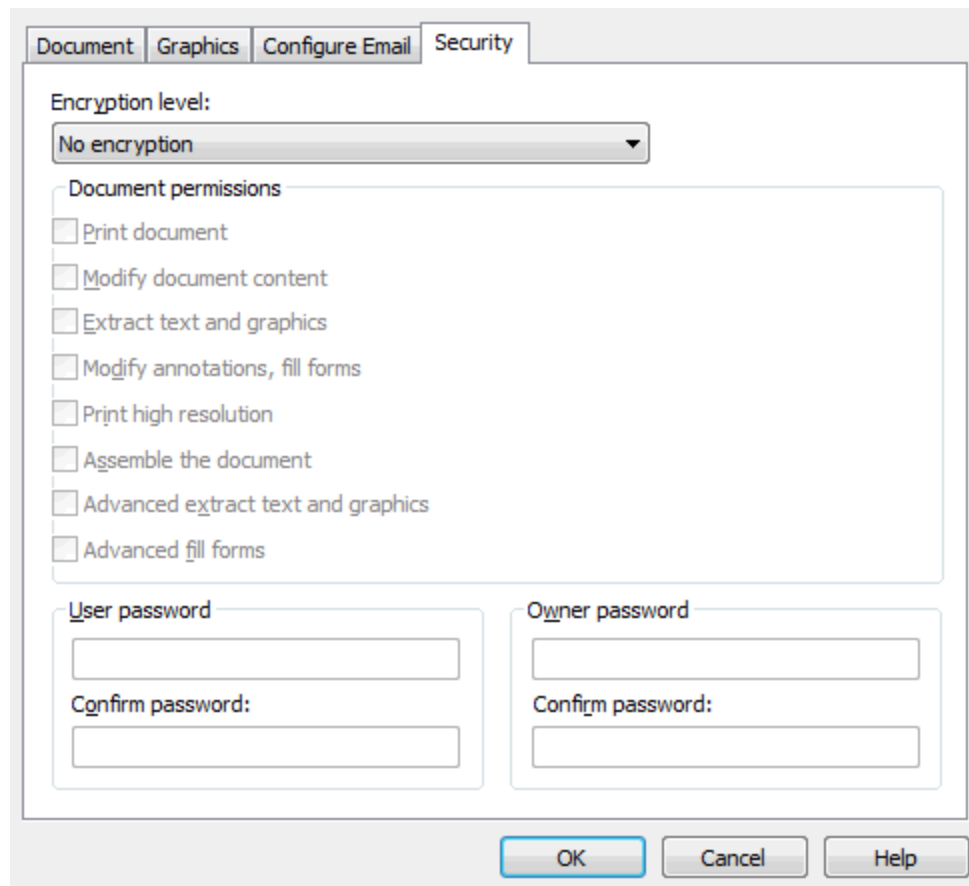 Document Graphics Configure Email Security
Encryption level:
No encryption
Document permissions
Print document
Modify document content
Extract text and graphics
Modify annotations, fill forms
Print high resolution
Assemble the document
Advanced extract text and graphics
Advanced fill forms
User password
Confirm password:
Owner password
Confirm password:
OK Cancel Help